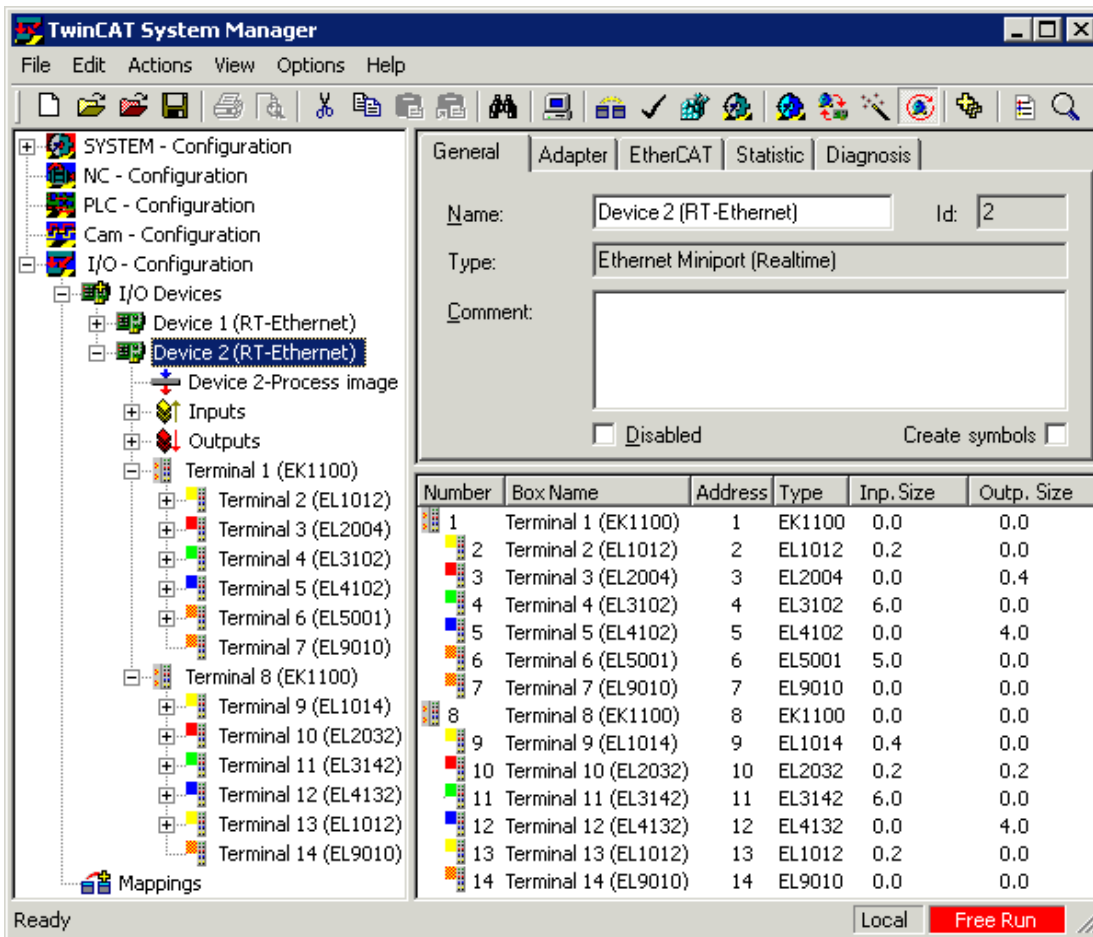 TwinCAT System Manager
File Edit Actions View Options Help
SYSTEM - Configuration
NC - Configuration
PLC - Configuration
Cam - Configuration
I/O - Configuration
I/O Devices
Device 1 (RT-Ethernet)
Device 2 (RT-Ethernet)
Device 2-Process image
Inputs
Outputs
Terminal 1 (EK1100)
Terminal 2 (EL1012)
Terminal 3 (EL2004)
Terminal 4 (EL3102)
Terminal 5 (EL4102)
Terminal 6 (EL5001)
Terminal 7 (EL9010)
Terminal 8 (EK1100)
Terminal 9 (EL1014)
Terminal 10 (EL2032)
Terminal 11 (EL3142)
Terminal 12 (EL4132)
Terminal 13 (EL1012)
Terminal 14 (EL9010)
Mappings
General Adapter EtherCAT Statistic Diagnosis
Name: Device 2 (RT-Ethernet) Id: 2
Type: Ethernet Miniport (Realtime)
Comment:
Disabled Create symbols
Number Box Name Address Type Inp. Size Outp. Size
1 Terminal 1 (EK1100) 1 EK1100 0.0 0.0
2 Terminal 2 (EL1012) 2 EL1012 0.2 0.0
3 Terminal 3 (EL2004) 3 EL2004 0.0 0.4
4 Terminal 4 (EL3102) 4 EL3102 6.0 0.0
5 Terminal 5 (EL4102) 5 EL4102 0.0 4.0
6 Terminal 6 (EL5001) 6 EL5001 5.0 0.0
7 Terminal 7 (EL9010) 7 EL9010 0.0 0.0
8 Terminal 8 (EK1100) 8 EK1100 0.0 0.0
9 Terminal 9 (EL1014) 9 EL1014 0.4 0.0
10 Terminal 10 (EL2032) 10 EL2032 0.2 0.2
11 Terminal 11 (EL3142) 11 EL3142 6.0 0.0
12 Terminal 12 (EL4132) 12 EL4132 0.0 4.0
13 Terminal 13 (EL1012) 13 EL1012 0.2 0.0
14 Terminal 14 (EL9010) 14 EL9010 0.0 0.0
Ready Local Free Run